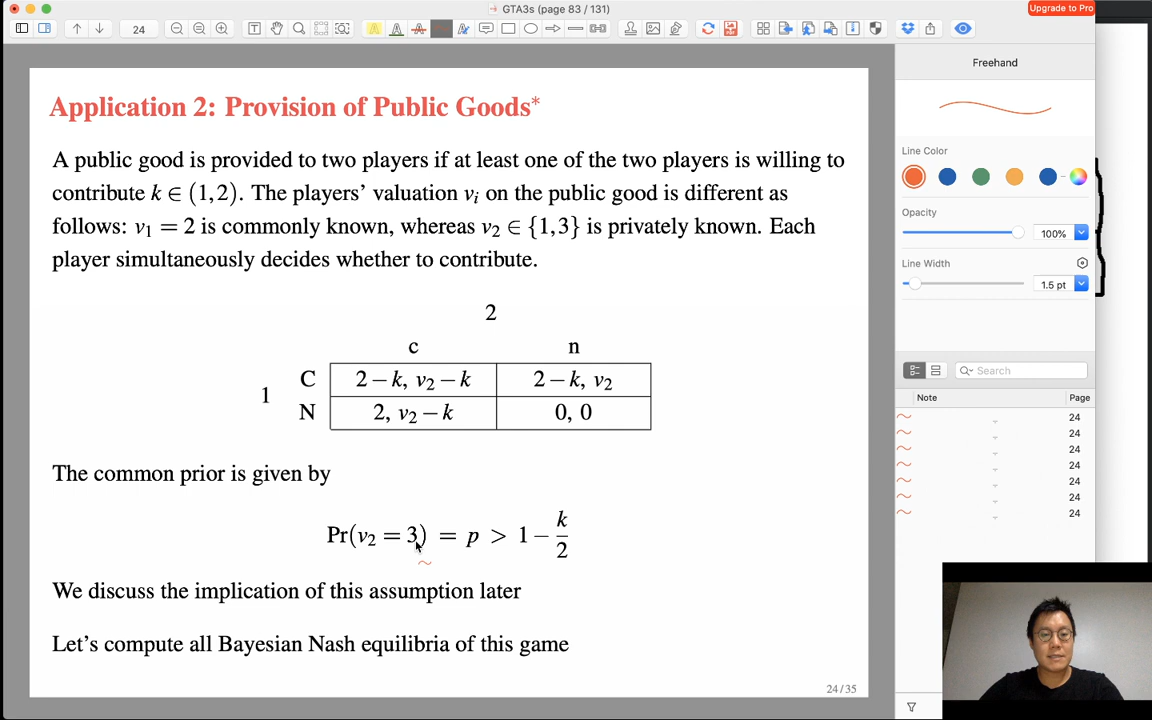 GTA3s (page 83 / 131)
Upgrade to Pro
24
Freehand
Application 2: Provision of Public Goods*
A public good is provided to two players if at least one of the two players is willing to
contribute k ∈ (1,2). The players' valuation vᵢ on the public good is different as
follows: v₁ = 2 is commonly known, whereas v₂ ∈ {1,3} is privately known. Each
player simultaneously decides whether to contribute.
2
c n
C 2−k, v₂−k 2−k, v₂
1
N 2, v₂−k 0, 0
The common prior is given by
Pr(v₂ = 3) = p > 1 − k/2
We discuss the implication of this assumption later
Let's compute all Bayesian Nash equilibria of this game
24/35
Line Color
Opacity
100%
Line Width
1.5 pt
Search
Note Page
24
24
24
24
24
24
24